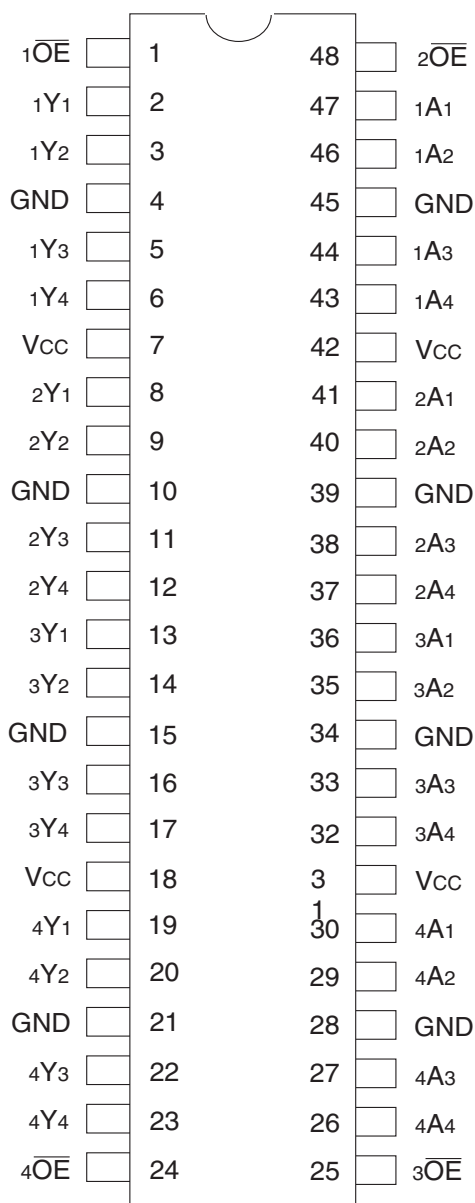 1OE 1 48 2OE
1Y1 2 47 1A1
1Y2 3 46 1A2
GND 4 45 GND
1Y3 5 44 1A3
1Y4 6 43 1A4
VCC 7 42 VCC
2Y1 8 41 2A1
2Y2 9 40 2A2
GND 10 39 GND
2Y3 11 38 2A3
2Y4 12 37 2A4
3Y1 13 36 3A1
3Y2 14 35 3A2
GND 15 34 GND
3Y3 16 33 3A3
3Y4 17 32 3A4
VCC 18 3 VCC
1
4Y1 19 30 4A1
4Y2 20 29 4A2
GND 21 28 GND
4Y3 22 27 4A3
4Y4 23 26 4A4
4OE 24 25 3OE